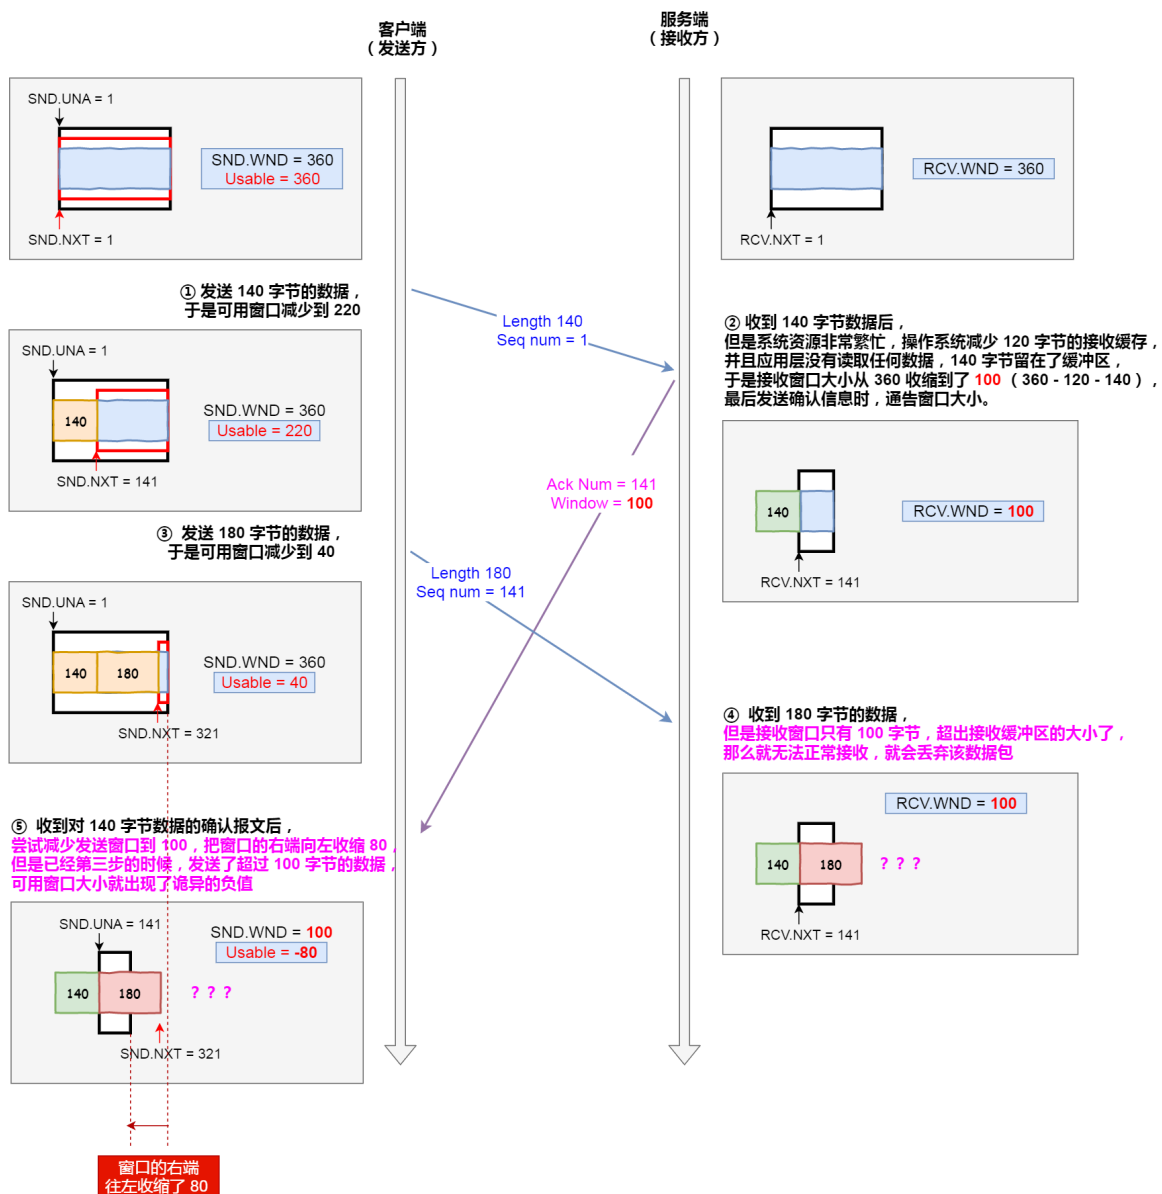 客户端
（发送方）
服务端
（接收方）
SND.UNA = 1
SND.WND = 360
Usable = 360
SND.NXT = 1
RCV.WND = 360
RCV.NXT = 1
① 发送 140 字节的数据，
于是可用窗口减少到 220
Length 140
Seq num = 1
② 收到 140 字节数据后，
但是系统资源非常繁忙，操作系统减少 120 字节的接收缓存，
并且应用层没有读取任何数据，140 字节留在了缓冲区，
于是接收窗口大小从 360 收缩到了 100 （360 - 120 - 140），
最后发送确认信息时，通告窗口大小。
SND.UNA = 1
140
SND.WND = 360
Usable = 220
SND.NXT = 141
Ack Num = 141
Window = 100
140
RCV.WND = 100
RCV.NXT = 141
③ 发送 180 字节的数据，
于是可用窗口减少到 40
Length 180
Seq num = 141
SND.UNA = 1
140
180
SND.WND = 360
Usable = 40
SND.NXT = 321
④ 收到 180 字节的数据，
但是接收窗口只有 100 字节，超出接收缓冲区的大小了，
那么就无法正常接收，就会丢弃该数据包
RCV.WND = 100
140
180
？？？
RCV.NXT = 141
⑤ 收到对 140 字节数据的确认报文后，
尝试减少发送窗口到 100，把窗口的右端向左收缩 80，
但是已经第三步的时候，发送了超过 100 字节的数据，
可用窗口大小就出现了诡异的负值
SND.UNA = 141
SND.WND = 100
Usable = -80
140
180
？？？
SND.NXT = 321
窗口的右端
往左收缩了 80